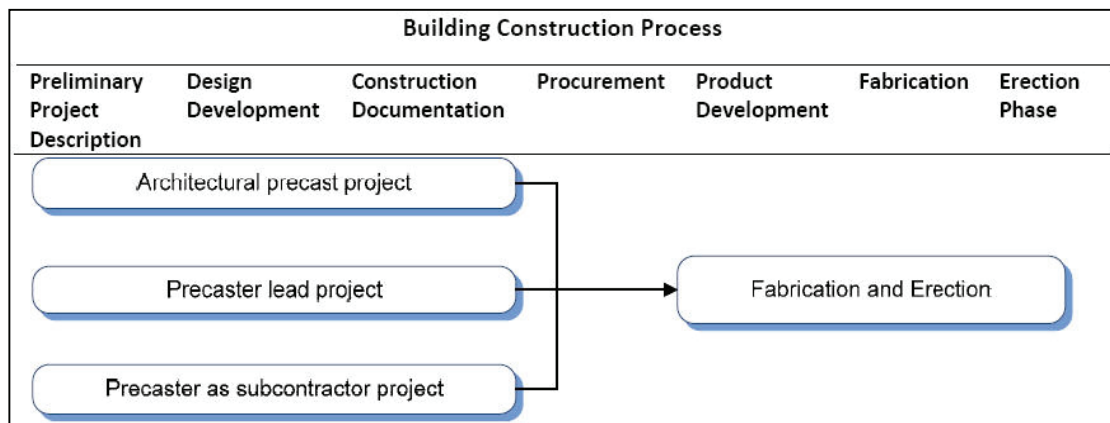 Building Construction Process
Preliminary Project Description
Design Development
Construction Documentation
Procurement
Product Development
Fabrication
Erection Phase
Architectural precast project
Precaster lead project
Fabrication and Erection
Precaster as subcontractor project